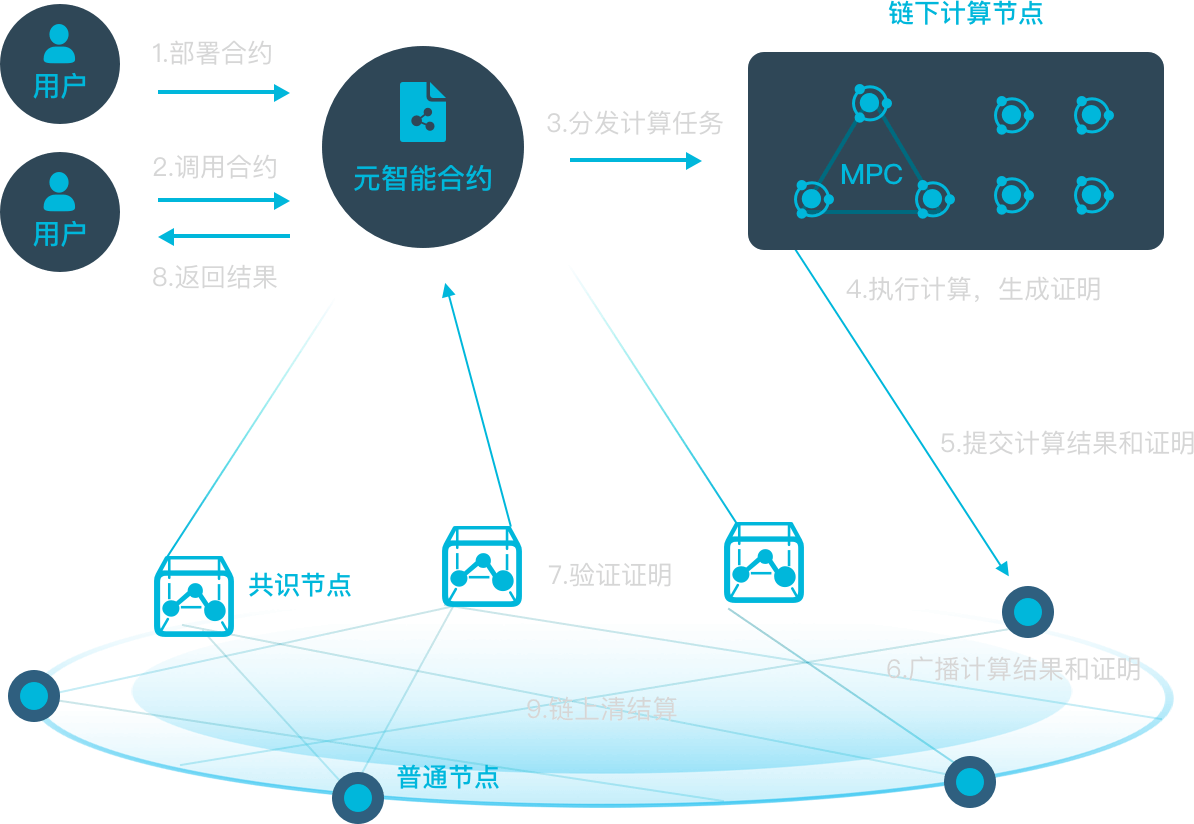 链下计算节点
用户
1.部署合约
元智能合约
3.分发计算任务
MPC
用户
2.调用合约
8.返回结果
4.执行计算，生成证明
5.提交计算结果和证明
共识节点
7.验证证明
6.广播计算结果和证明
9.链上清结算
普通节点